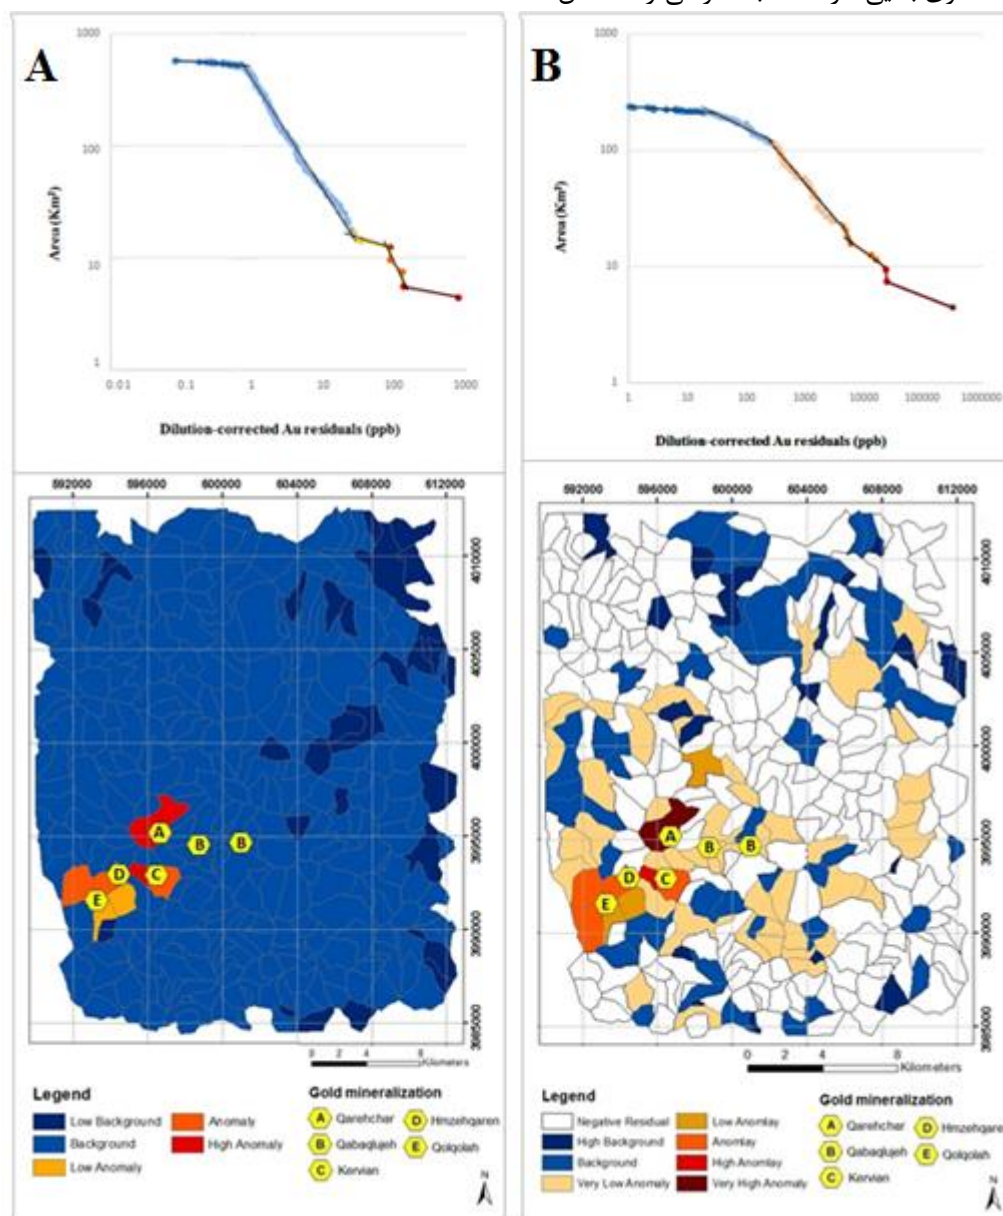 A
1000
100
10
1
Area (Km²)
0.01
0.1
1
10
100
1000
Dilution-corrected Au residuals (ppb)
B
1000
100
10
1
Area (Km²)
1
10
100
1000
10000
100000
1000000
Dilution-corrected Au residuals (ppb)
592000 596000 600000 604000 608000 612000
4010000
4005000
4000000
3995000
3990000
3985000
A
B
B
D
C
E
0 2 4 8
Kilometers
Legend
Low Background
Background
Low Anomaly
Anomaly
High Anomaly
Gold mineralization
A Qarehchar
B Qabaqlujeh
C Kervian
D Hmzehqaren
E Qolqolah
N
592000 596000 600000 604000 608000 612000
4010000
4005000
4000000
3995000
3990000
3985000
A
B
B
D
C
E
0 2 4 8
Kilometers
Legend
Negative Residual
High Background
Background
Very Low Anomaly
Low Anomlay
Anomlay
High Anomlay
Very High Anomaly
Gold mineralization
A Qarehchar
B Qabaqlujeh
C Kervian
D Hmzehqare
E Qolqolah
N